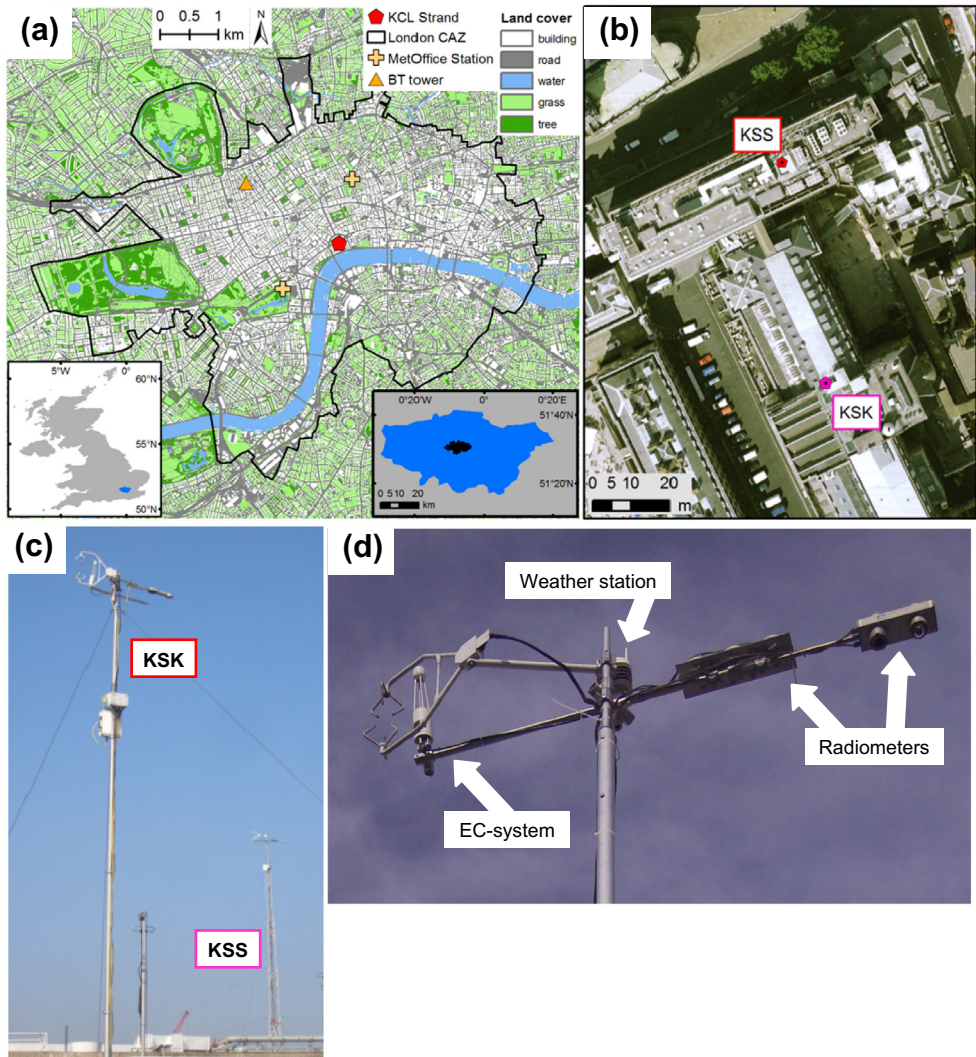 (a)
0 0.5 1
km
N
KCL Strand
London CAZ
MetOffice Station
BT tower
Land cover
building
road
water
grass
tree
5°W 0°
60°N
55°N
50°N
0°20'W 0° 0°20'E
51°40'N
51°20'N
0 5 10 20
km
(b)
KSS
KSK
0 5 10 20
m
(c)
KSK
KSS
(d)
Weather station
Radiometers
EC-system